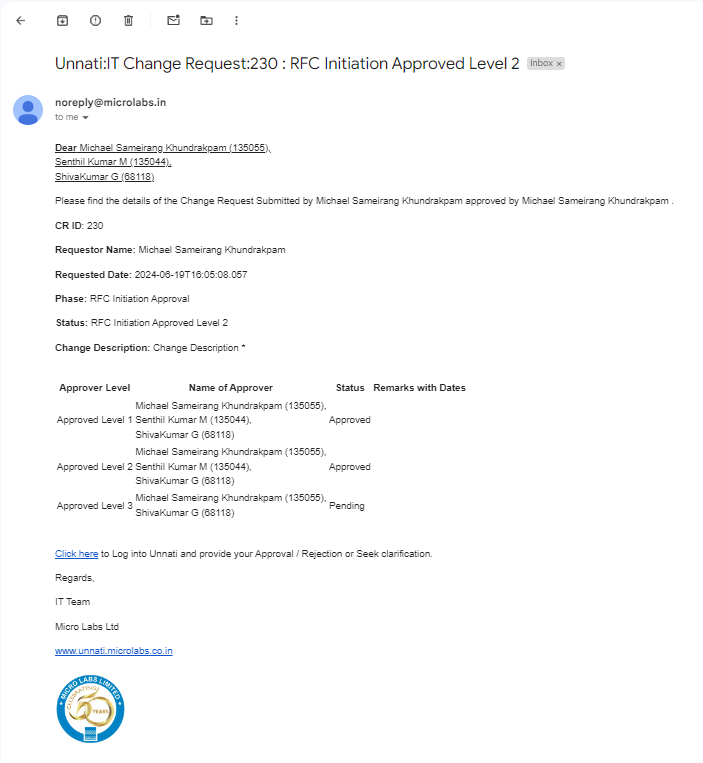 Unnati:IT Change Request:230 : RFC Initiation Approved Level 2 Inbox ×
noreply@microlabs.in
to me
Dear Michael Sameirang Khundrakpam (135055),
Senthil Kumar M (135044),
ShivaKumar G (68118)
Please find the details of the Change Request Submitted by Michael Sameirang Khundrakpam approved by Michael Sameirang Khundrakpam .
CR ID: 230
Requestor Name: Michael Sameirang Khundrakpam
Requested Date: 2024-06-19T16:05:08.057
Phase: RFC Initiation Approval
Status: RFC Initiation Approved Level 2
Change Description: Change Description *
Approver Level Name of Approver Status Remarks with Dates
Michael Sameirang Khundrakpam (135055),
Approved Level 1 Senthil Kumar M (135044), Approved
ShivaKumar G (68118)
Michael Sameirang Khundrakpam (135055),
Approved Level 2 Senthil Kumar M (135044), Approved
ShivaKumar G (68118)
Approved Level 3 Michael Sameirang Khundrakpam (135055), Pending
ShivaKumar G (68118)
Click here to Log into Unnati and provide your Approval / Rejection or Seek clarification.
Regards,
IT Team
Micro Labs Ltd
www.unnati.microlabs.co.in
MICRO LABS LIMITED
CELEBRATING
50 YEARS